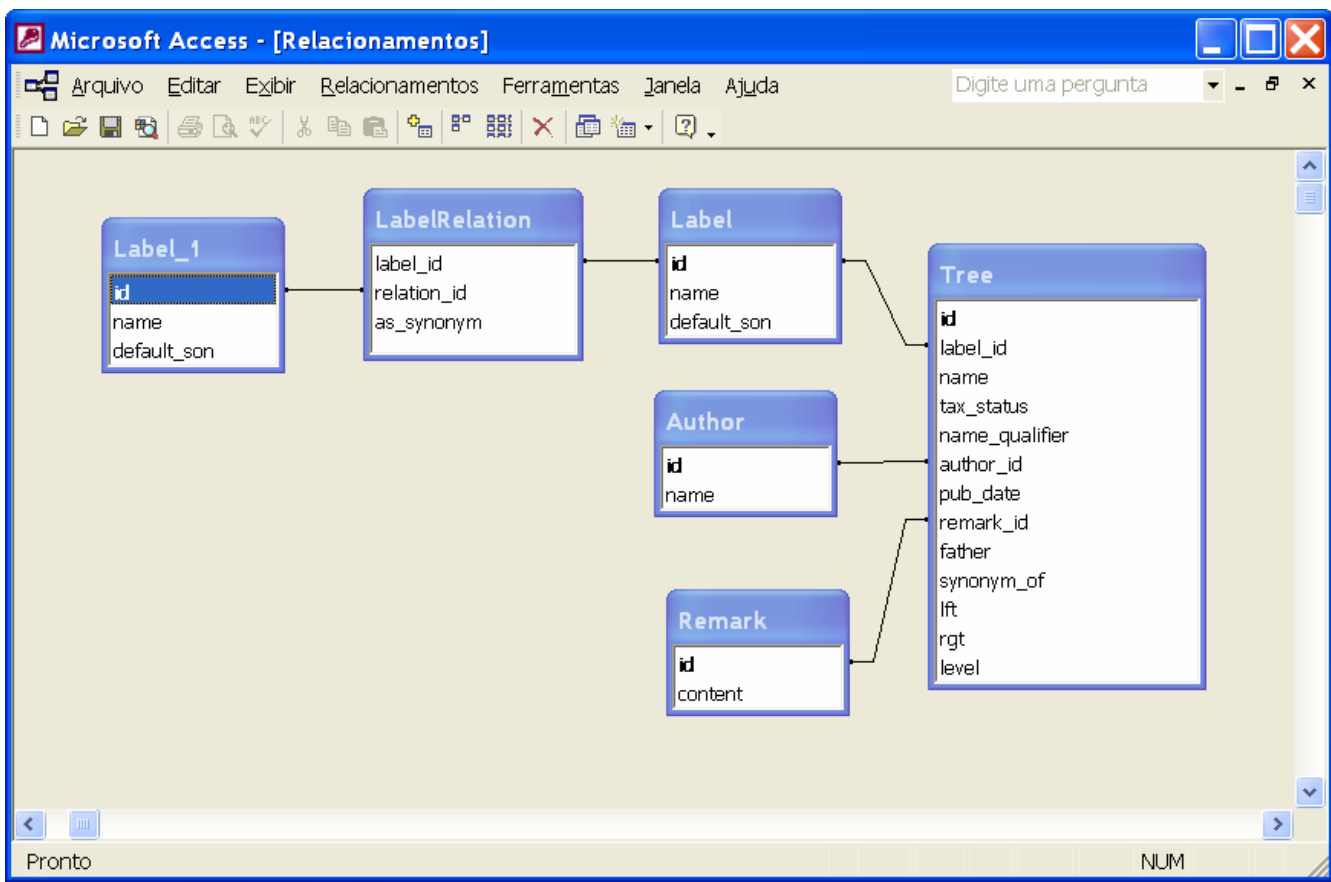 Microsoft Access - [Relacionamentos]
Arquivo Editar Exibir Relacionamentos Ferramentas Janela Ajuda Digite uma pergunta
ABC
Label_1
id
name
default_son
LabelRelation
label_id
relation_id
as_synonym
Label
id
name
default_son
Author
id
name
Remark
id
content
Tree
id
label_id
name
tax_status
name_qualifier
author_id
pub_date
remark_id
father
synonym_of
lft
rgt
level
Pronto NUM